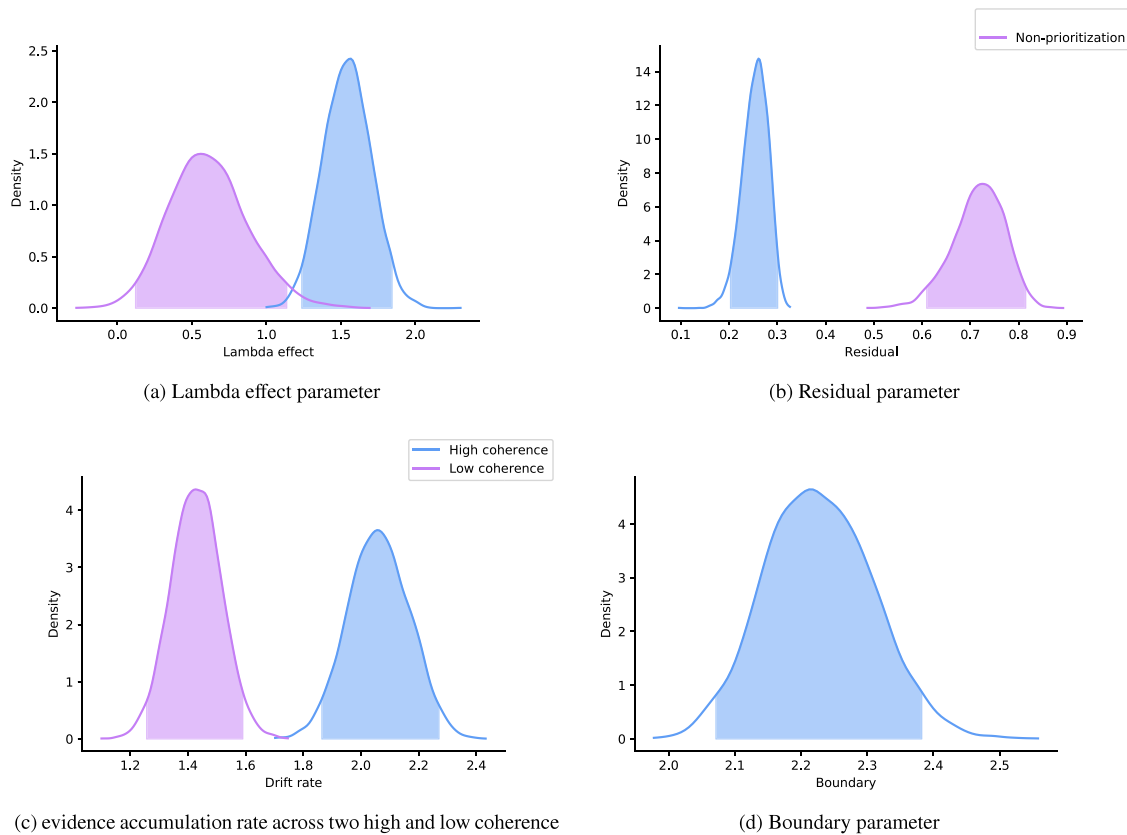 Non-prioritization
2.5
2.0
1.5
1.0
0.5
0.0
Density
0.0 0.5 1.0 1.5 2.0
Lambda effect
(a) Lambda effect parameter
14
12
10
8
6
4
2
0
Density
0.1 0.2 0.3 0.4 0.5 0.6 0.7 0.8 0.9
Residual
(b) Residual parameter
High coherence
Low coherence
4
3
2
1
0
Density
1.2 1.4 1.6 1.8 2.0 2.2 2.4
Drift rate
(c) evidence accumulation rate across two high and low coherence
4
3
2
1
0
Density
2.0 2.1 2.2 2.3 2.4 2.5
Boundary
(d) Boundary parameter